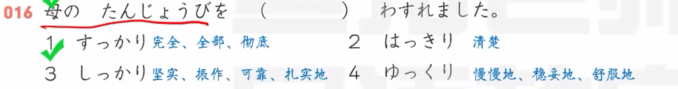 016 母の たんじょうびを ( ) わすれました。
1 すっかり完全、全部、彻底 2 はっきり 清楚
3 しっかり坚实、振作、可靠、扎实地 4 ゆっくり 慢慢地、稳妥地、舒服地